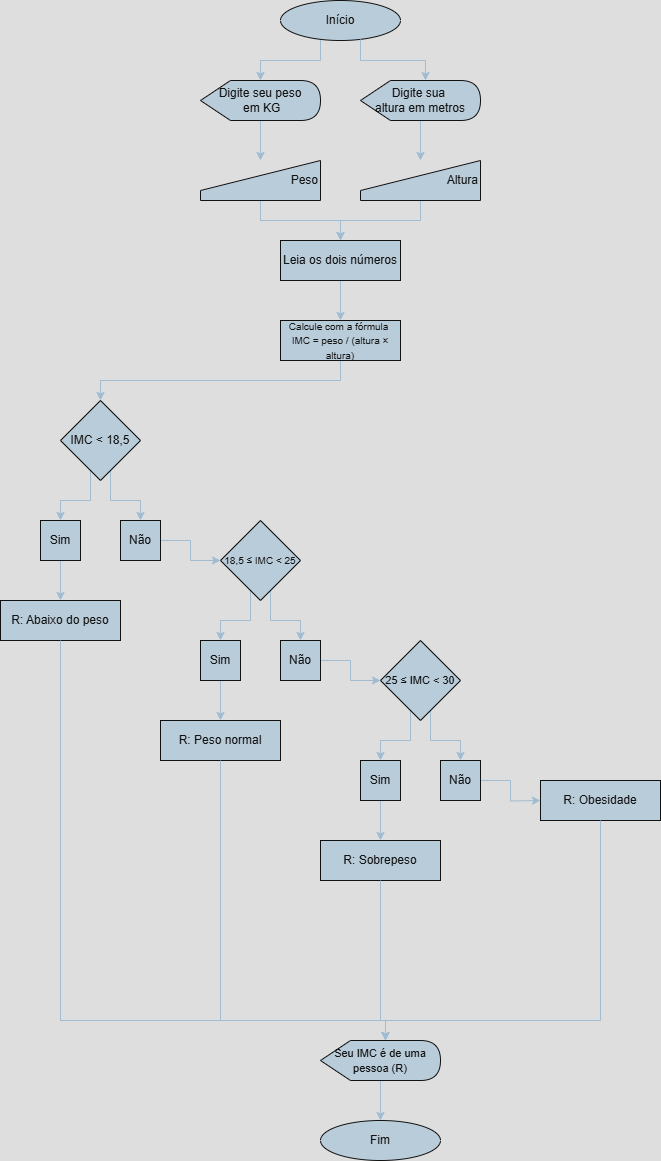 Início
Digite seu peso
em KG
Digite sua
altura em metros
Peso
Altura
Leia os dois números
Calcule com a fórmula
IMC = peso / (altura ×
altura)
IMC < 18,5
Sim
Não
18,5 ≤ IMC < 25
R: Abaixo do peso
Sim
Não
25 ≤ IMC < 30
R: Peso normal
Sim
Não
R: Obesidade
R: Sobrepeso
Seu IMC é de uma
pessoa (R)
Fim